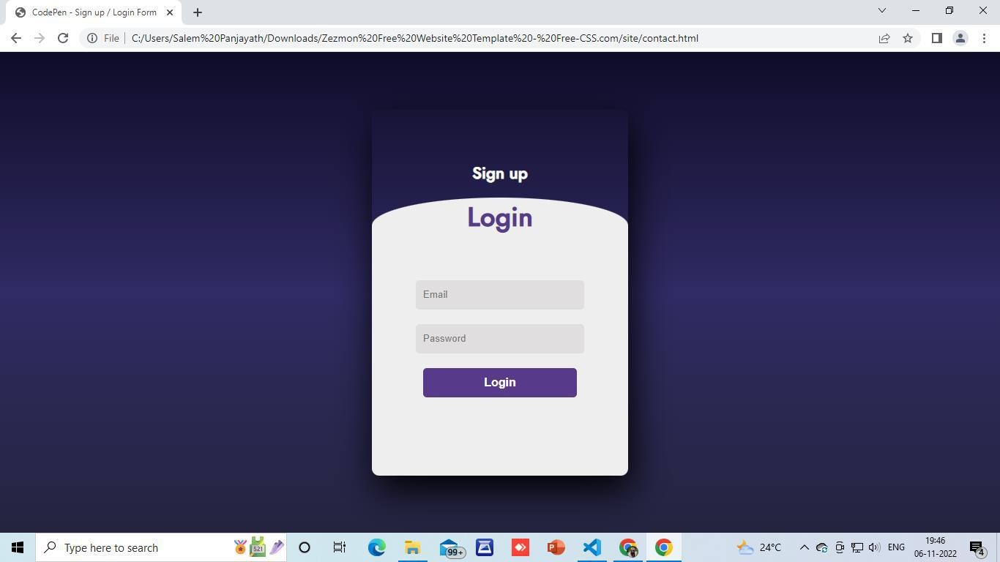 CodePen - Sign up / Login Form
File
C:/Users/Salem%20Panjayath/Downloads/Zezmon%20Free%20Website%20Template%20-%20Free-CSS.com/site/contact.html
Sign up
Login
Email
Password
Login
Type here to search
521
99+
24°C
ENG
19:46
06-11-2022
4